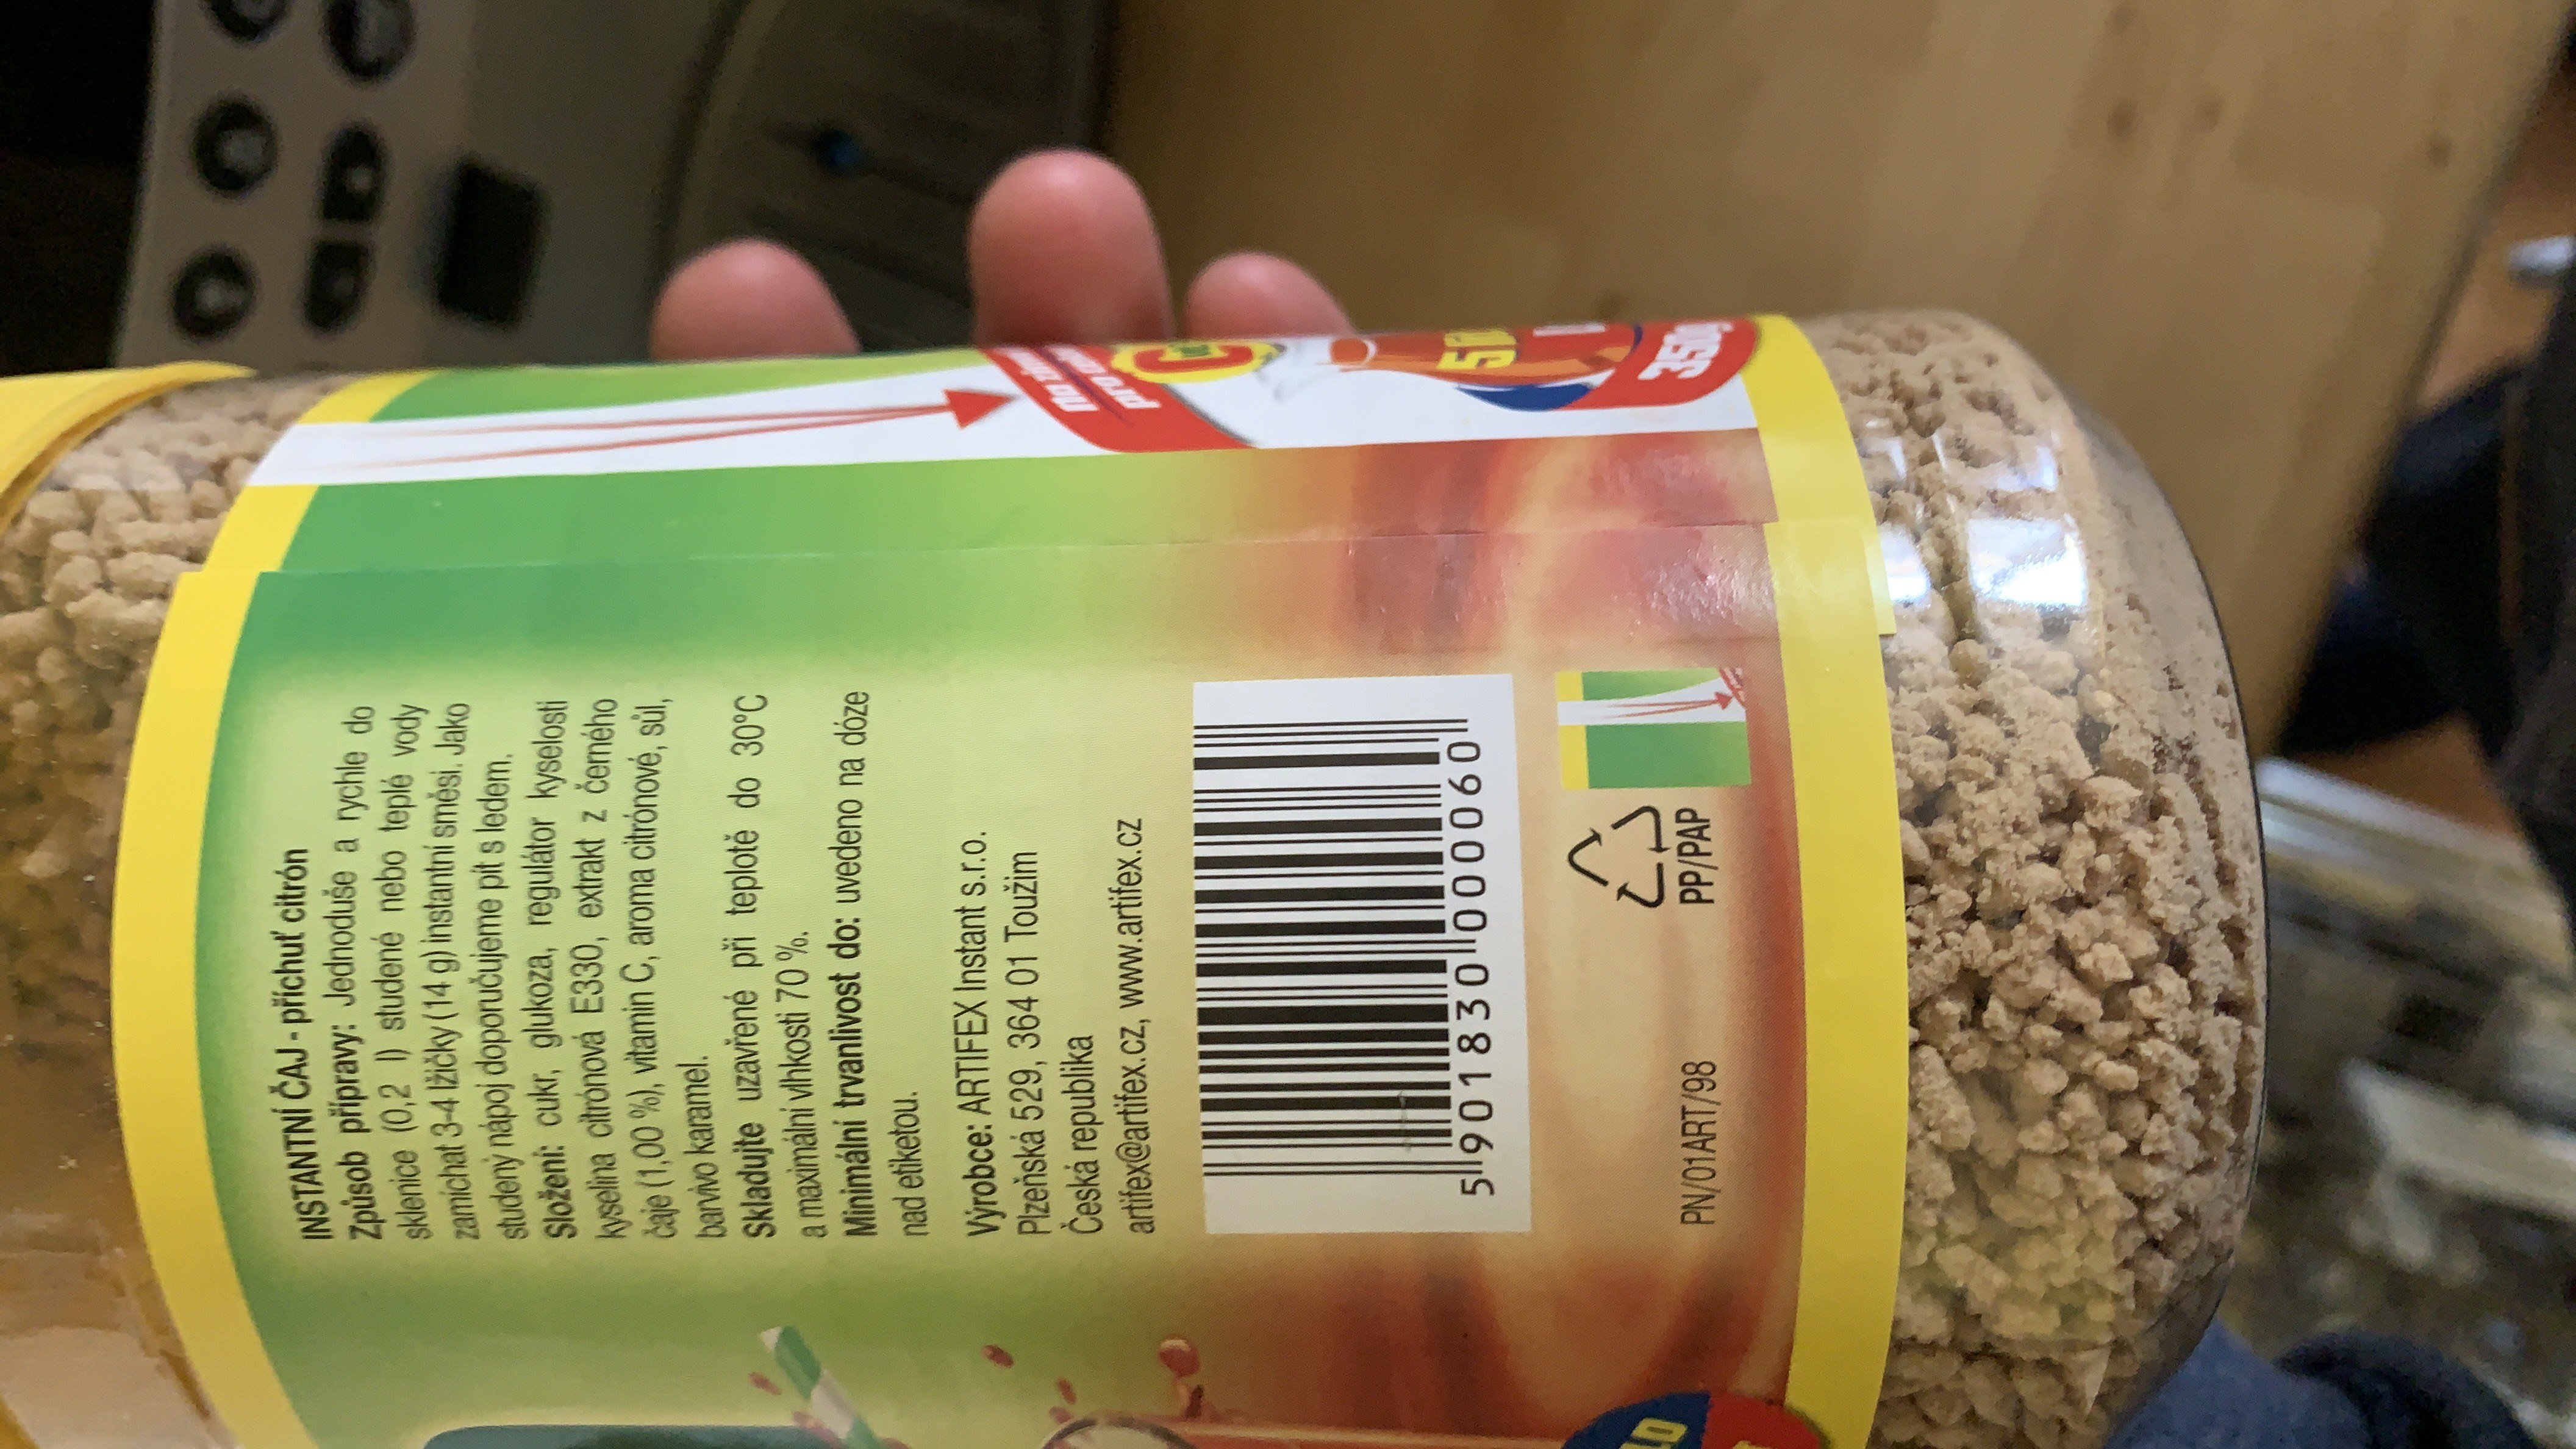 INSTANTNÍ ČAJ - příchuť citrón
Způsob přípravy: Jednoduše a rychle do
sklenice (0,2 l) studené nebo teplé vody
zamíchat 3-4 lžičky (14 g) instantní směsi. Jako
studený nápoj doporučujeme pít s ledem.
Složení: cukr, glukoza, regulátor kyselosti
kyselina citrónová E330, extrakt z černého
čaje (1,00 %), vitamin C, aroma citrónové, sůl,
barvivo karamel.
Skladujte uzavřené při teplotě do 30°C
a maximální vlhkosti 70 %.
Minimální trvanlivost do: uvedeno na dóze
nad etiketou.
Výrobce: ARTIFEX Instant s.r.o.
Plzeňská 529, 364 01 Toužim
Česká republika
artifex@artifex.cz, www.artifex.cz
5 901830 000060
PP/PAP
PN/01ART/98
350g